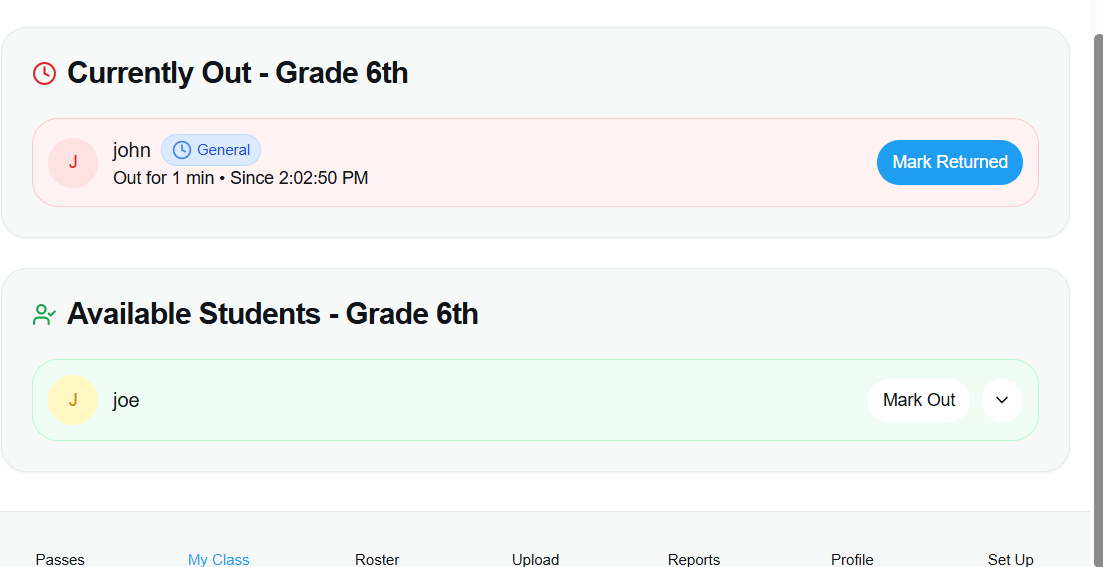 Currently Out - Grade 6th
J
john
General
Out for 1 min • Since 2:02:50 PM
Mark Returned
Available Students - Grade 6th
J
joe
Mark Out
Passes
My Class
Roster
Upload
Reports
Profile
Set Up